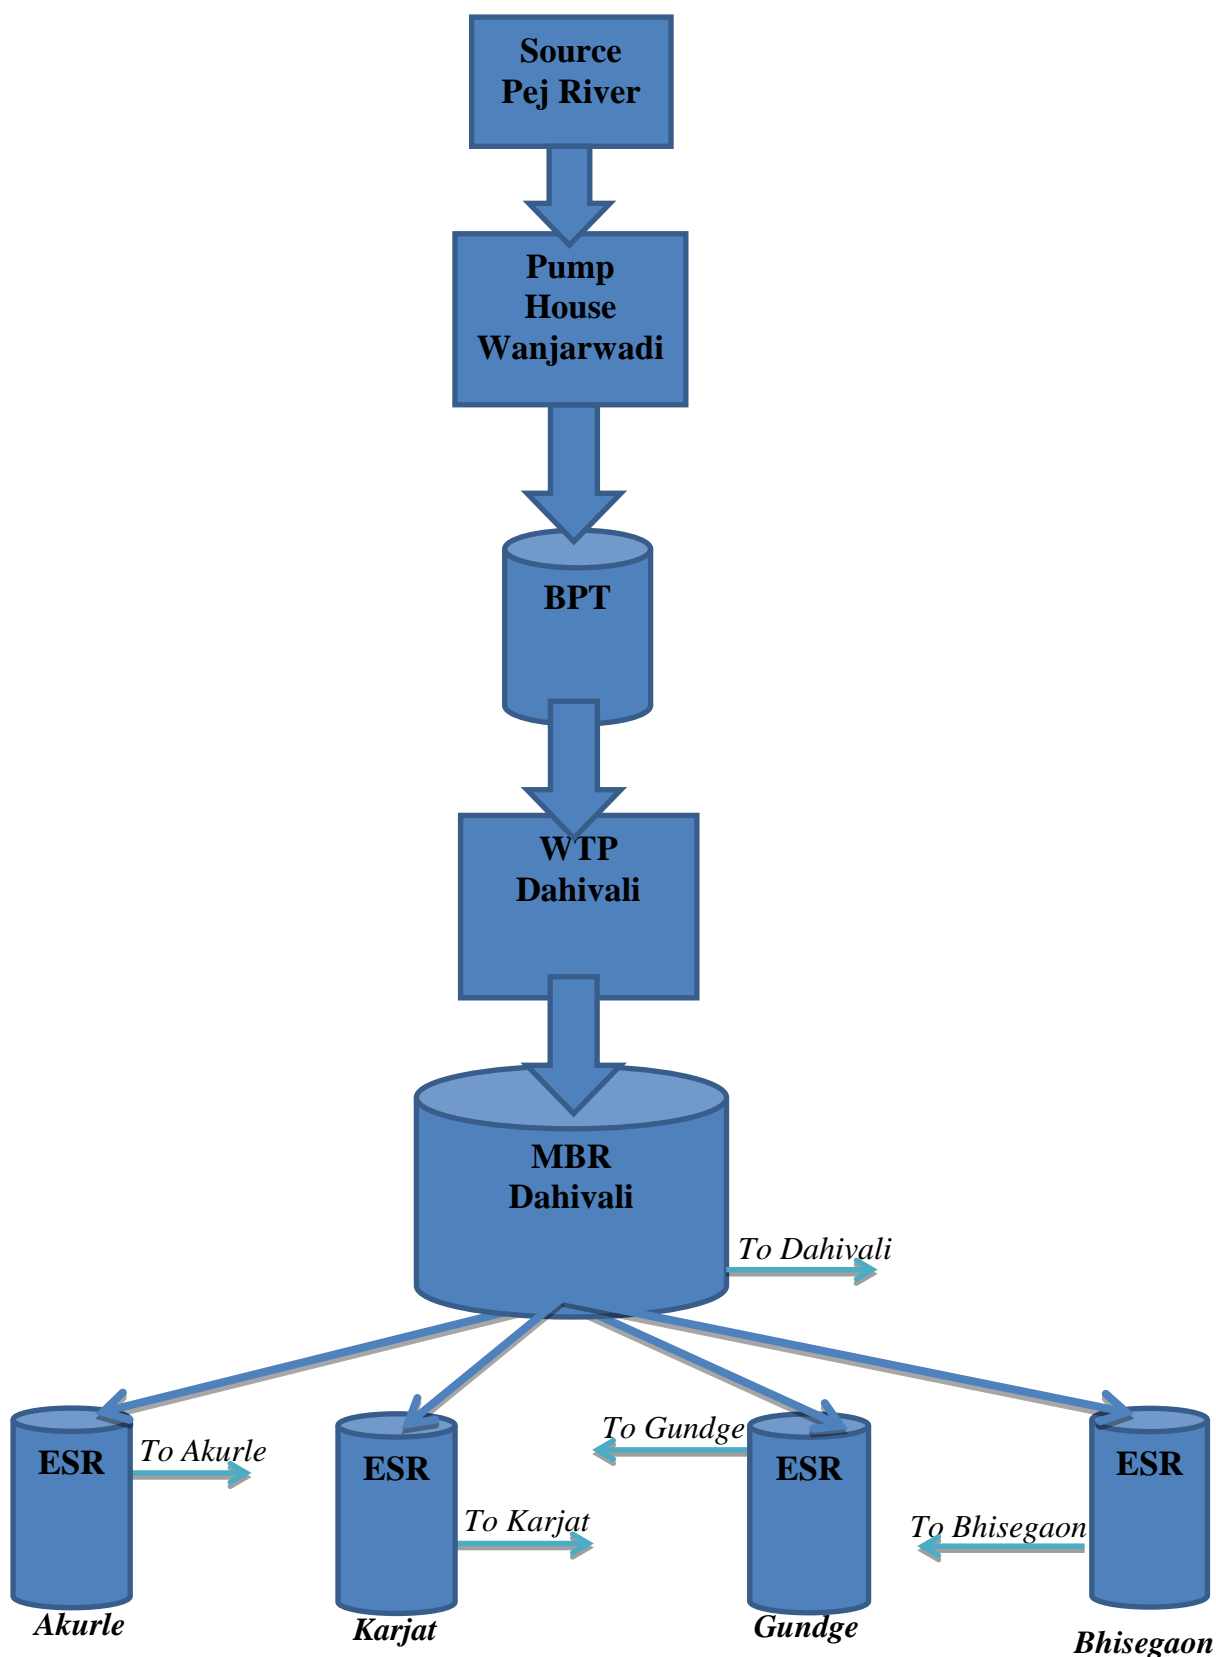 Source
Pej River
Pump
House
Wanjarwadi
BPT
WTP
Dahivali
MBR
Dahivali
To Dahivali
ESR
To Akurle
ESR
To Karjat
To Gundge
ESR
To Bhisegaon
ESR
Akurle
Karjat
Gundge
Bhisegaon